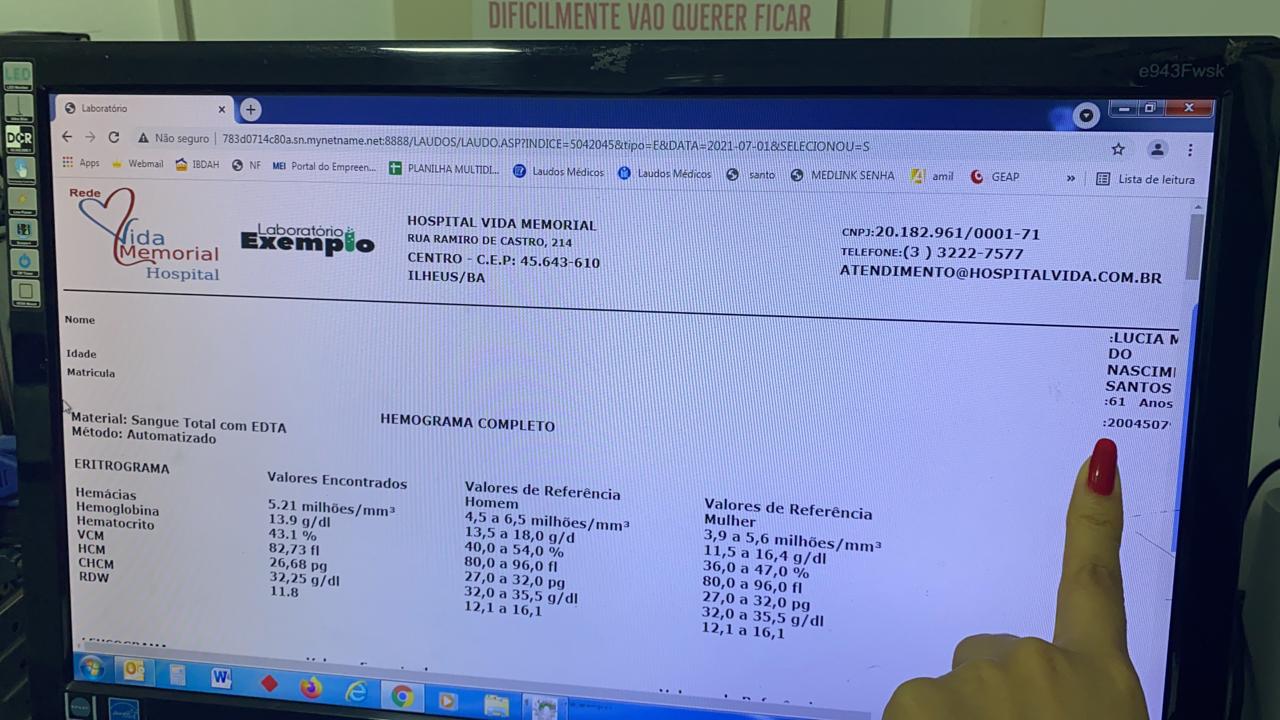 DIFICILMENTE VAO QUERER FICAR
e943Fwsk
LED
DCR
Laboratório
Não seguro | 783d0714c80a.sn.mynetname.net:8888/LAUDOS/LAUDO.ASP?INDICE=5042045&tipo=E&DATA=2021-07-01&SELECIONOU=S
Apps Webmail IBDAH NF MEI Portal do Empreen... PLANILHA MULTIDI... Laudos Médicos Laudos Médicos santo MEDLINK SENHA amil GEAP » Lista de leitura
Rede
Vida
Memorial
Hospital
Laboratório
Exemplo
HOSPITAL VIDA MEMORIAL
RUA RAMIRO DE CASTRO, 214
CENTRO - C.E.P: 45.643-610
ILHEUS/BA
CNPJ:20.182.961/0001-71
TELEFONE:(3 ) 3222-7577
ATENDIMENTO@HOSPITALVIDA.COM.BR
Nome :LUCIA M
DO
NASCIM
SANTOS
Idade :61 Anos
Matricula :2004507
Material: Sangue Total com EDTA
Método: Automatizado
HEMOGRAMA COMPLETO
ERITROGRAMA Valores Encontrados Valores de Referência Homem Valores de Referência Mulher
Hemácias 5.21 milhões/mm³ 4,5 a 6,5 milhões/mm³ 3,9 a 5,6 milhões/mm³
Hemoglobina 13.9 g/dl 13,5 a 18,0 g/d 11,5 a 16,4 g/dl
Hematocrito 43.1 % 40,0 a 54,0 % 36,0 a 47,0 %
VCM 82,73 fl 80,0 a 96,0 fl 80,0 a 96,0 fl
HCM 26,68 pg 27,0 a 32,0 pg 27,0 a 32,0 pg
CHCM 32,25 g/dl 32,0 a 35,5 g/dl 32,0 a 35,5 g/dl
RDW 11.8 12,1 a 16,1 12,1 a 16,1